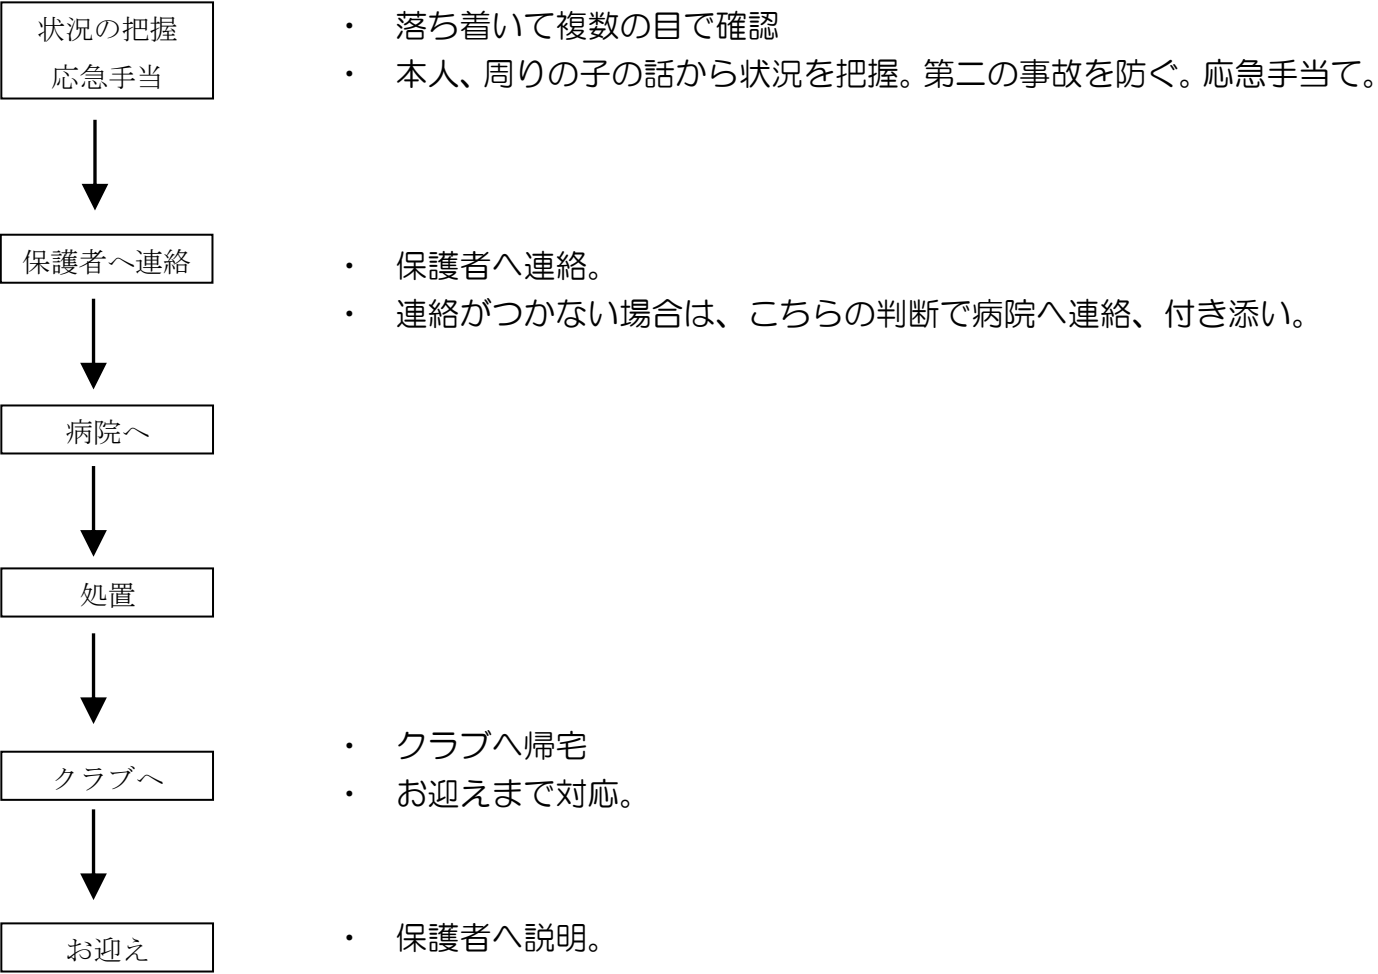 状況の把握
応急手当
・ 落ち着いて複数の目で確認
・ 本人、周りの子の話から状況を把握。第二の事故を防ぐ。応急手当て。
保護者へ連絡
・ 保護者へ連絡。
・ 連絡がつかない場合は、こちらの判断で病院へ連絡、付き添い。
病院へ
処置
クラブへ
・ クラブへ帰宅
・ お迎えまで対応。
お迎え
・ 保護者へ説明。